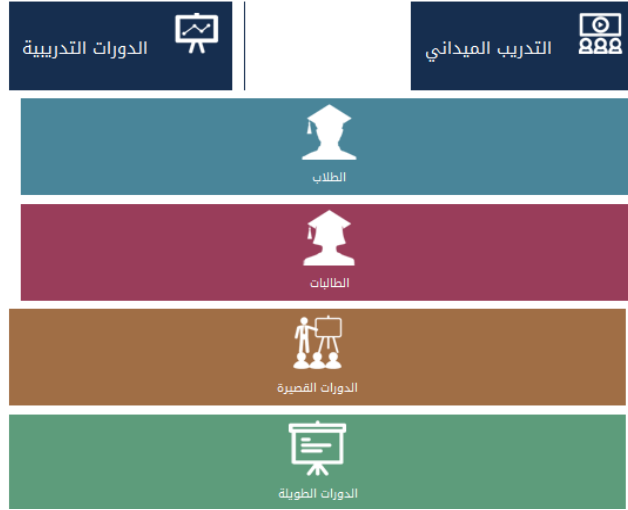 التدريب الميداني
الدورات التدريبية
الطلاب
الطالبات
الدورات القصيرة
الدورات الطويلة